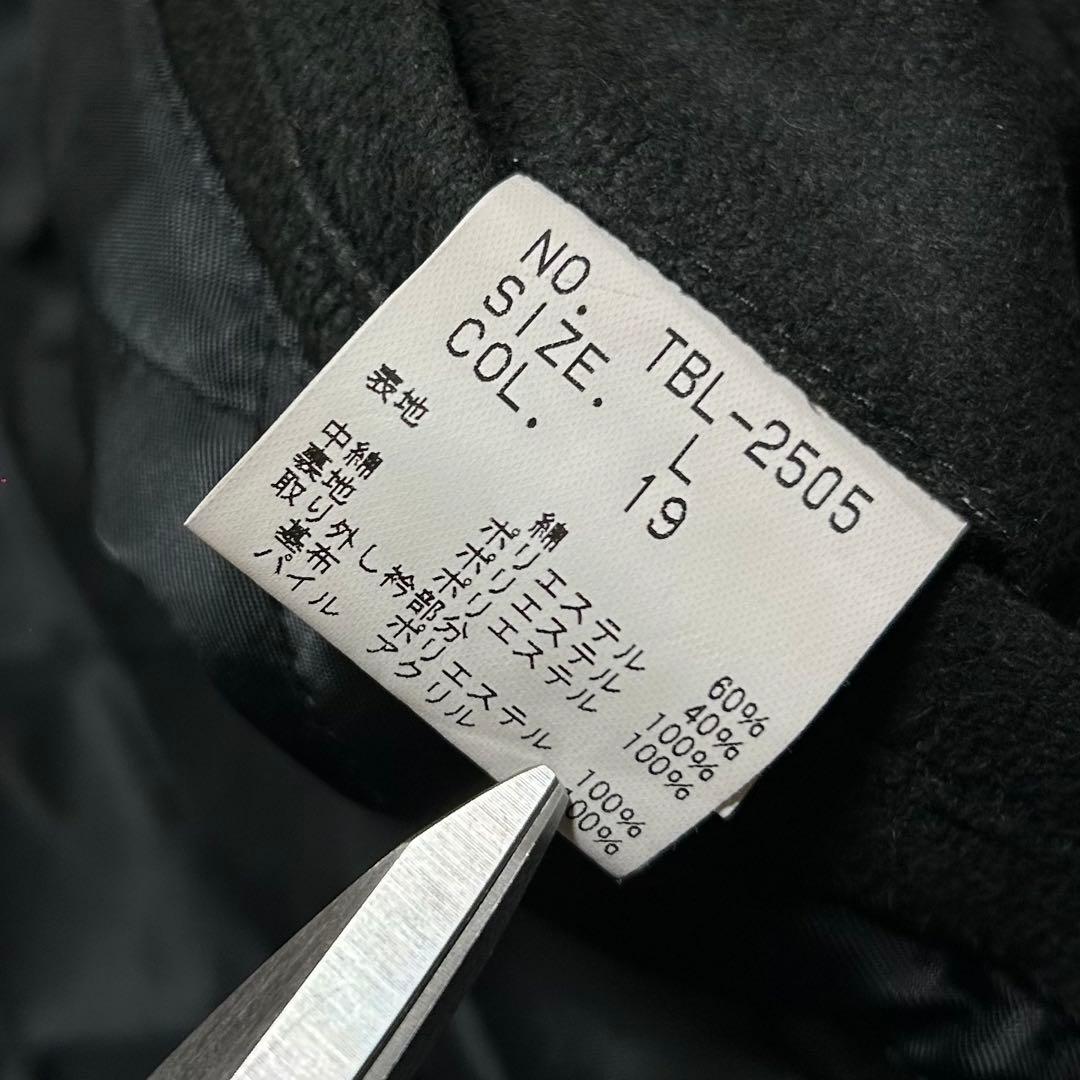 NO. TBL-2505
SIZE. L
COL. 19
表地 綿 60%
ポリエステル 40%
中綿 ポリエステル 100%
裏地 ポリエステル 100%
取り外し衿部分
基布 ポリエステル 100%
パイル アクリル 100%